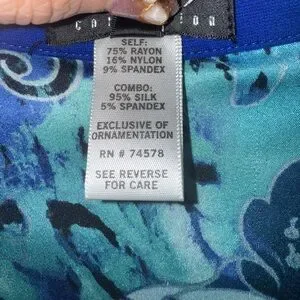 SELF:
75% RAYON
16% NYLON
9% SPANDEX
COMBO:
95% SILK
5% SPANDEX
EXCLUSIVE OF
ORNAMENTATION
RN # 74578
SEE REVERSE
FOR CARE